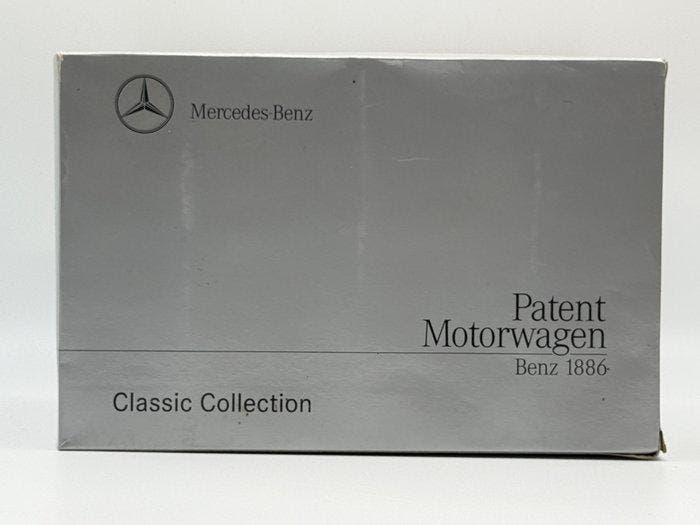 Mercedes-Benz
Patent
Motorwagen
Benz 1886
Classic Collection